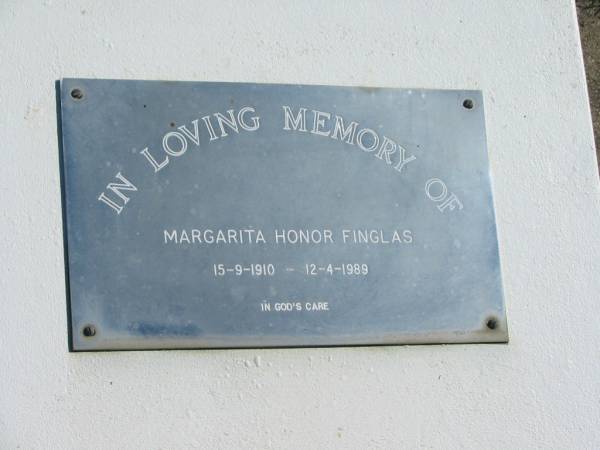 IN LOVING MEMORY OF
MARGARITA HONOR FINGLAS
15-9-1910 - 12-4-1989
IN GOD'S CARE